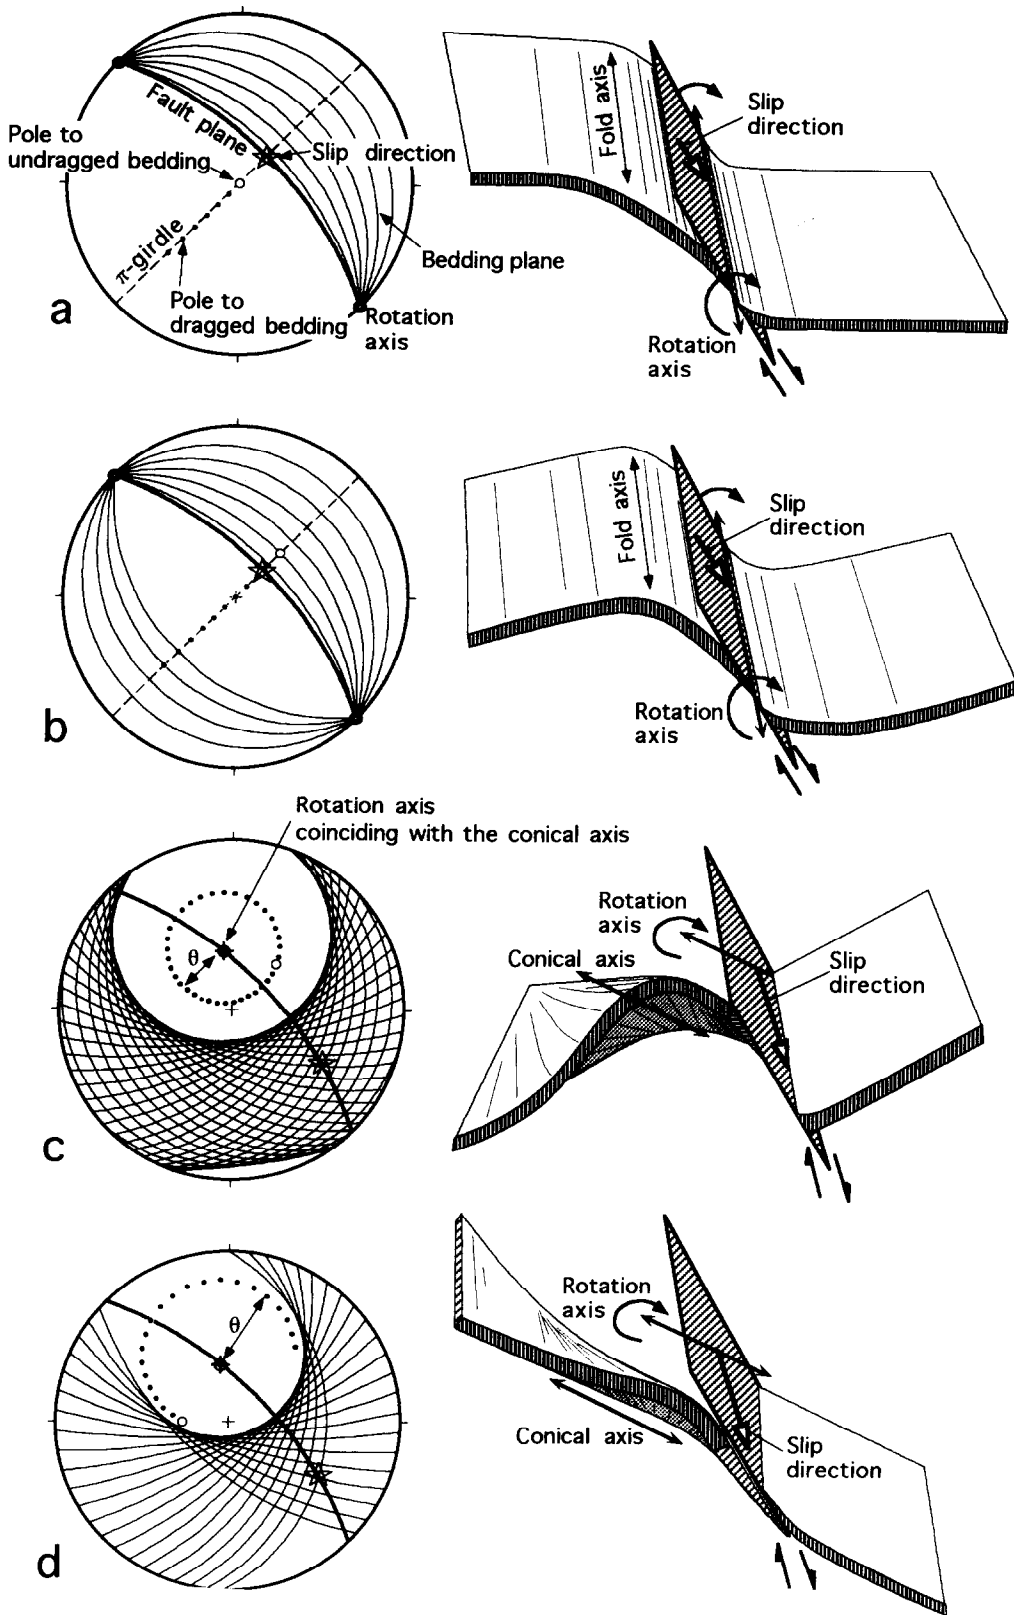 Fault plane
Pole to
undragged bedding
Slip direction
π-girdle
Bedding plane
Pole to
dragged bedding
Rotation
axis
a
Fold axis
Slip
direction
Rotation
axis
b
Fold axis
Slip
direction
Rotation
axis
Rotation axis
coinciding with the conical axis
θ
c
Rotation
axis
Conical axis
Slip
direction
θ
d
Rotation
axis
Conical axis
Slip
direction